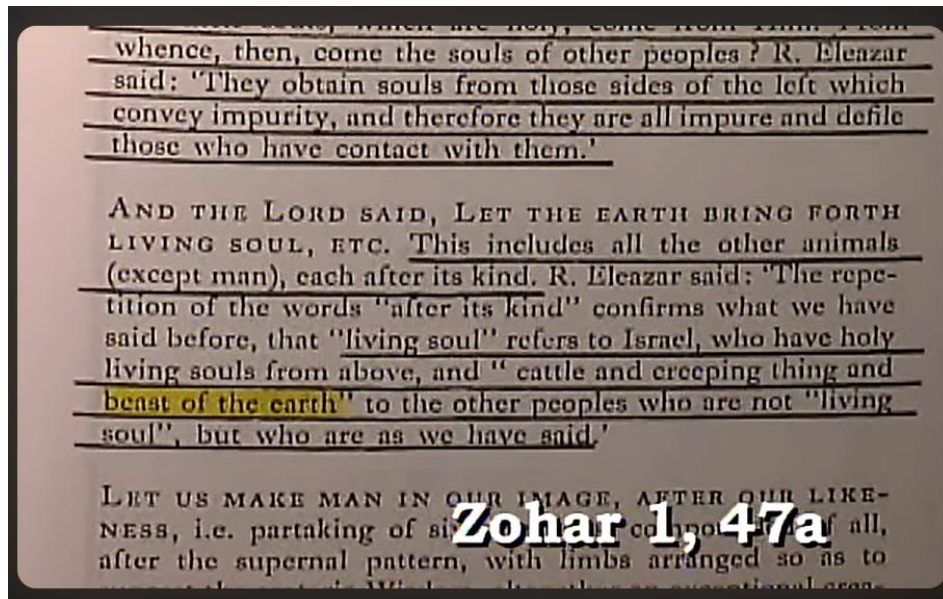 whence, then, come the souls of other peoples ? R. Eleazar
said: 'They obtain souls from those sides of the left which
convey impurity, and therefore they are all impure and defile
those who have contact with them.'
AND THE LORD SAID, LET THE EARTH BRING FORTH
LIVING SOUL, ETC. This includes all the other animals
(except man), each after its kind. R. Eleazar said: 'The repe-
tition of the words "after its kind" confirms what we have
said before, that "living soul" refers to Israel, who have holy
living souls from above, and " cattle and creeping thing and
beast of the earth" to the other peoples who are not "living
soul", but who are as we have said.'
LET US MAKE MAN IN OUR IMAGE, AFTER OUR LIKE-
NESS, i.e. partaking of all,
Zohar 1, 47a
after the supernal pattern, with limbs arranged so as to